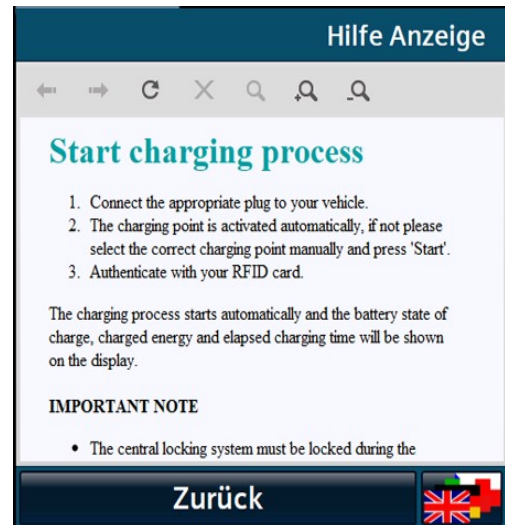 Hilfe Anzeige
Start charging process
1. Connect the appropriate plug to your vehicle.
2. The charging point is activated automatically, if not please
select the correct charging point manually and press 'Start'.
3. Authenticate with your RFID card.
The charging process starts automatically and the battery state of
charge, charged energy and elapsed charging time will be shown
on the display.
IMPORTANT NOTE
• The central locking system must be locked during the
Zurück